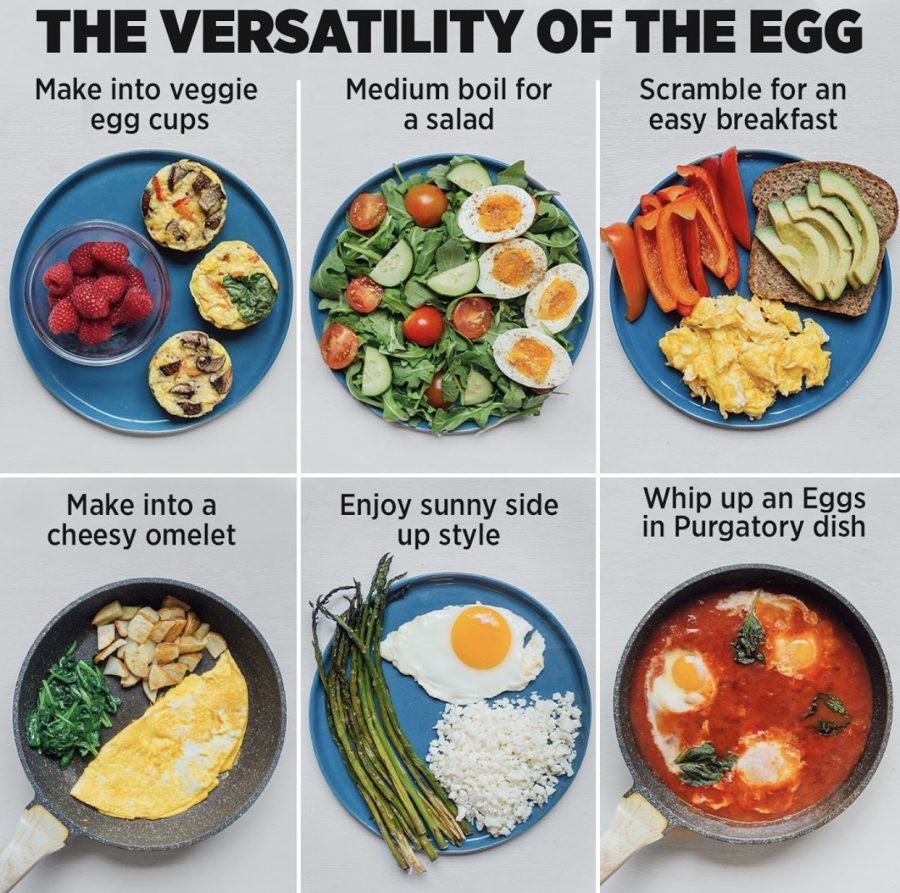 THE VERSATILITY OF THE EGG
Make into veggie
egg cups
Medium boil for
a salad
Scramble for an
easy breakfast
Make into a
cheesy omelet
Enjoy sunny side
up style
Whip up an Eggs
in Purgatory dish